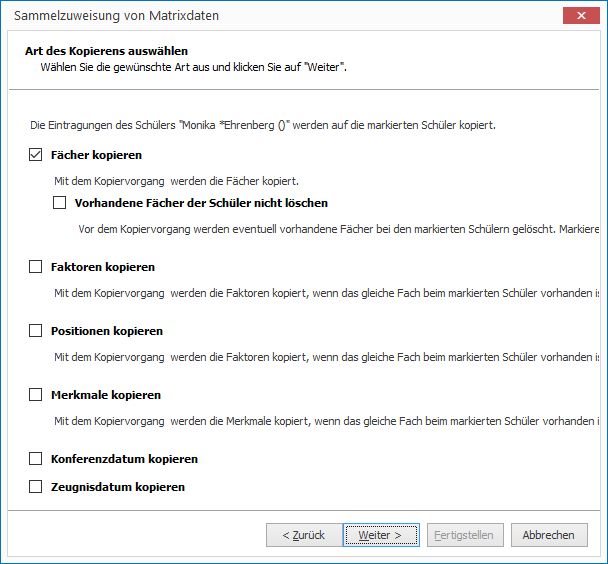 Sammelzuweisung von Matrixdaten
Art des Kopierens auswählen
Wählen Sie die gewünschte Art aus und klicken Sie auf "Weiter".
Die Eintragungen des Schülers "Monika *Ehrenberg ()" werden auf die markierten Schüler kopiert.
Fächer kopieren
Mit dem Kopiervorgang werden die Fächer kopiert.
Vorhandene Fächer der Schüler nicht löschen
Vor dem Kopiervorgang werden eventuell vorhandene Fächer bei den markierten Schülern gelöscht. Markiere
Faktoren kopieren
Mit dem Kopiervorgang werden die Faktoren kopiert, wenn das gleiche Fach beim markierten Schüler vorhanden is
Positionen kopieren
Mit dem Kopiervorgang werden die Faktoren kopiert, wenn das gleiche Fach beim markierten Schüler vorhanden is
Merkmale kopieren
Mit dem Kopiervorgang werden die Merkmale kopiert, wenn das gleiche Fach beim markierten Schüler vorhanden i
Konferenzdatum kopieren
Zeugnisdatum kopieren
< Zurück Weiter > Fertigstellen Abbrechen